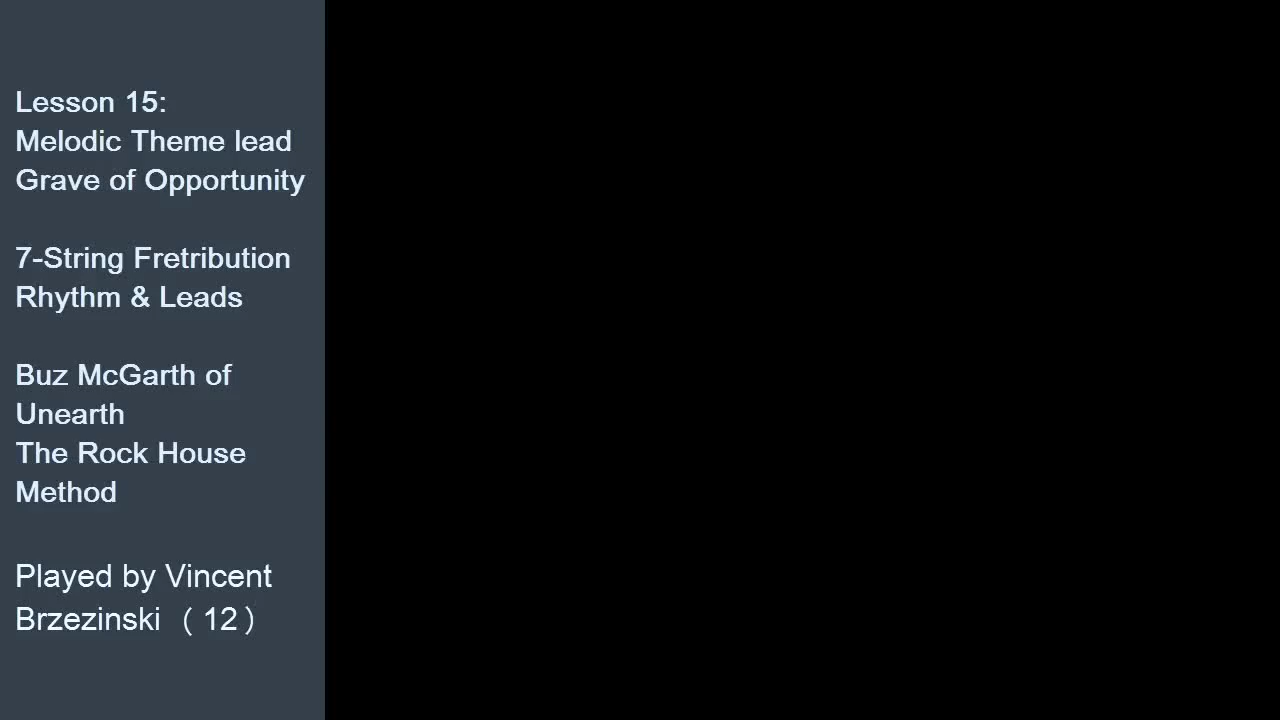 Lesson 15:
Melodic Theme lead
Grave of Opportunity
7-String Fretribution
Rhythm & Leads
Buz McGarth of
Unearth
The Rock House
Method
Played by Vincent
Brzezinski ( 12 )